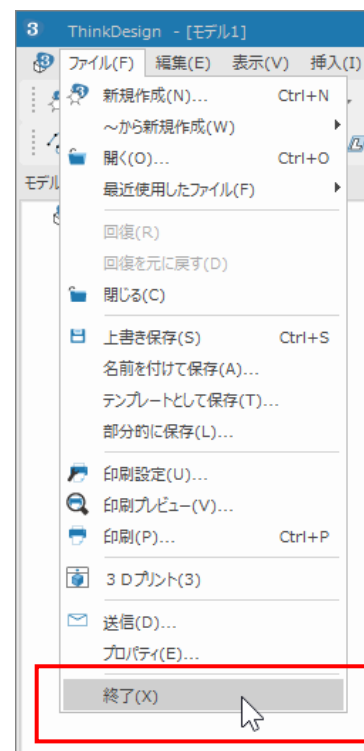 3 ThinkDesign - [モデル1]
ファイル(F) 編集(E) 表示(V) 挿入(I)
新規作成(N)... Ctrl+N
～から新規作成(W)
開く(O)... Ctrl+O
最近使用したファイル(F)
モデル
回復(R)
回復を元に戻す(D)
閉じる(C)
上書き保存(S) Ctrl+S
名前を付けて保存(A)...
テンプレートとして保存(T)...
部分的に保存(L)...
印刷設定(U)...
印刷プレビュー(V)...
印刷(P)... Ctrl+P
３Ｄプリント(3)
送信(D)...
プロパティ(E)...
終了(X)